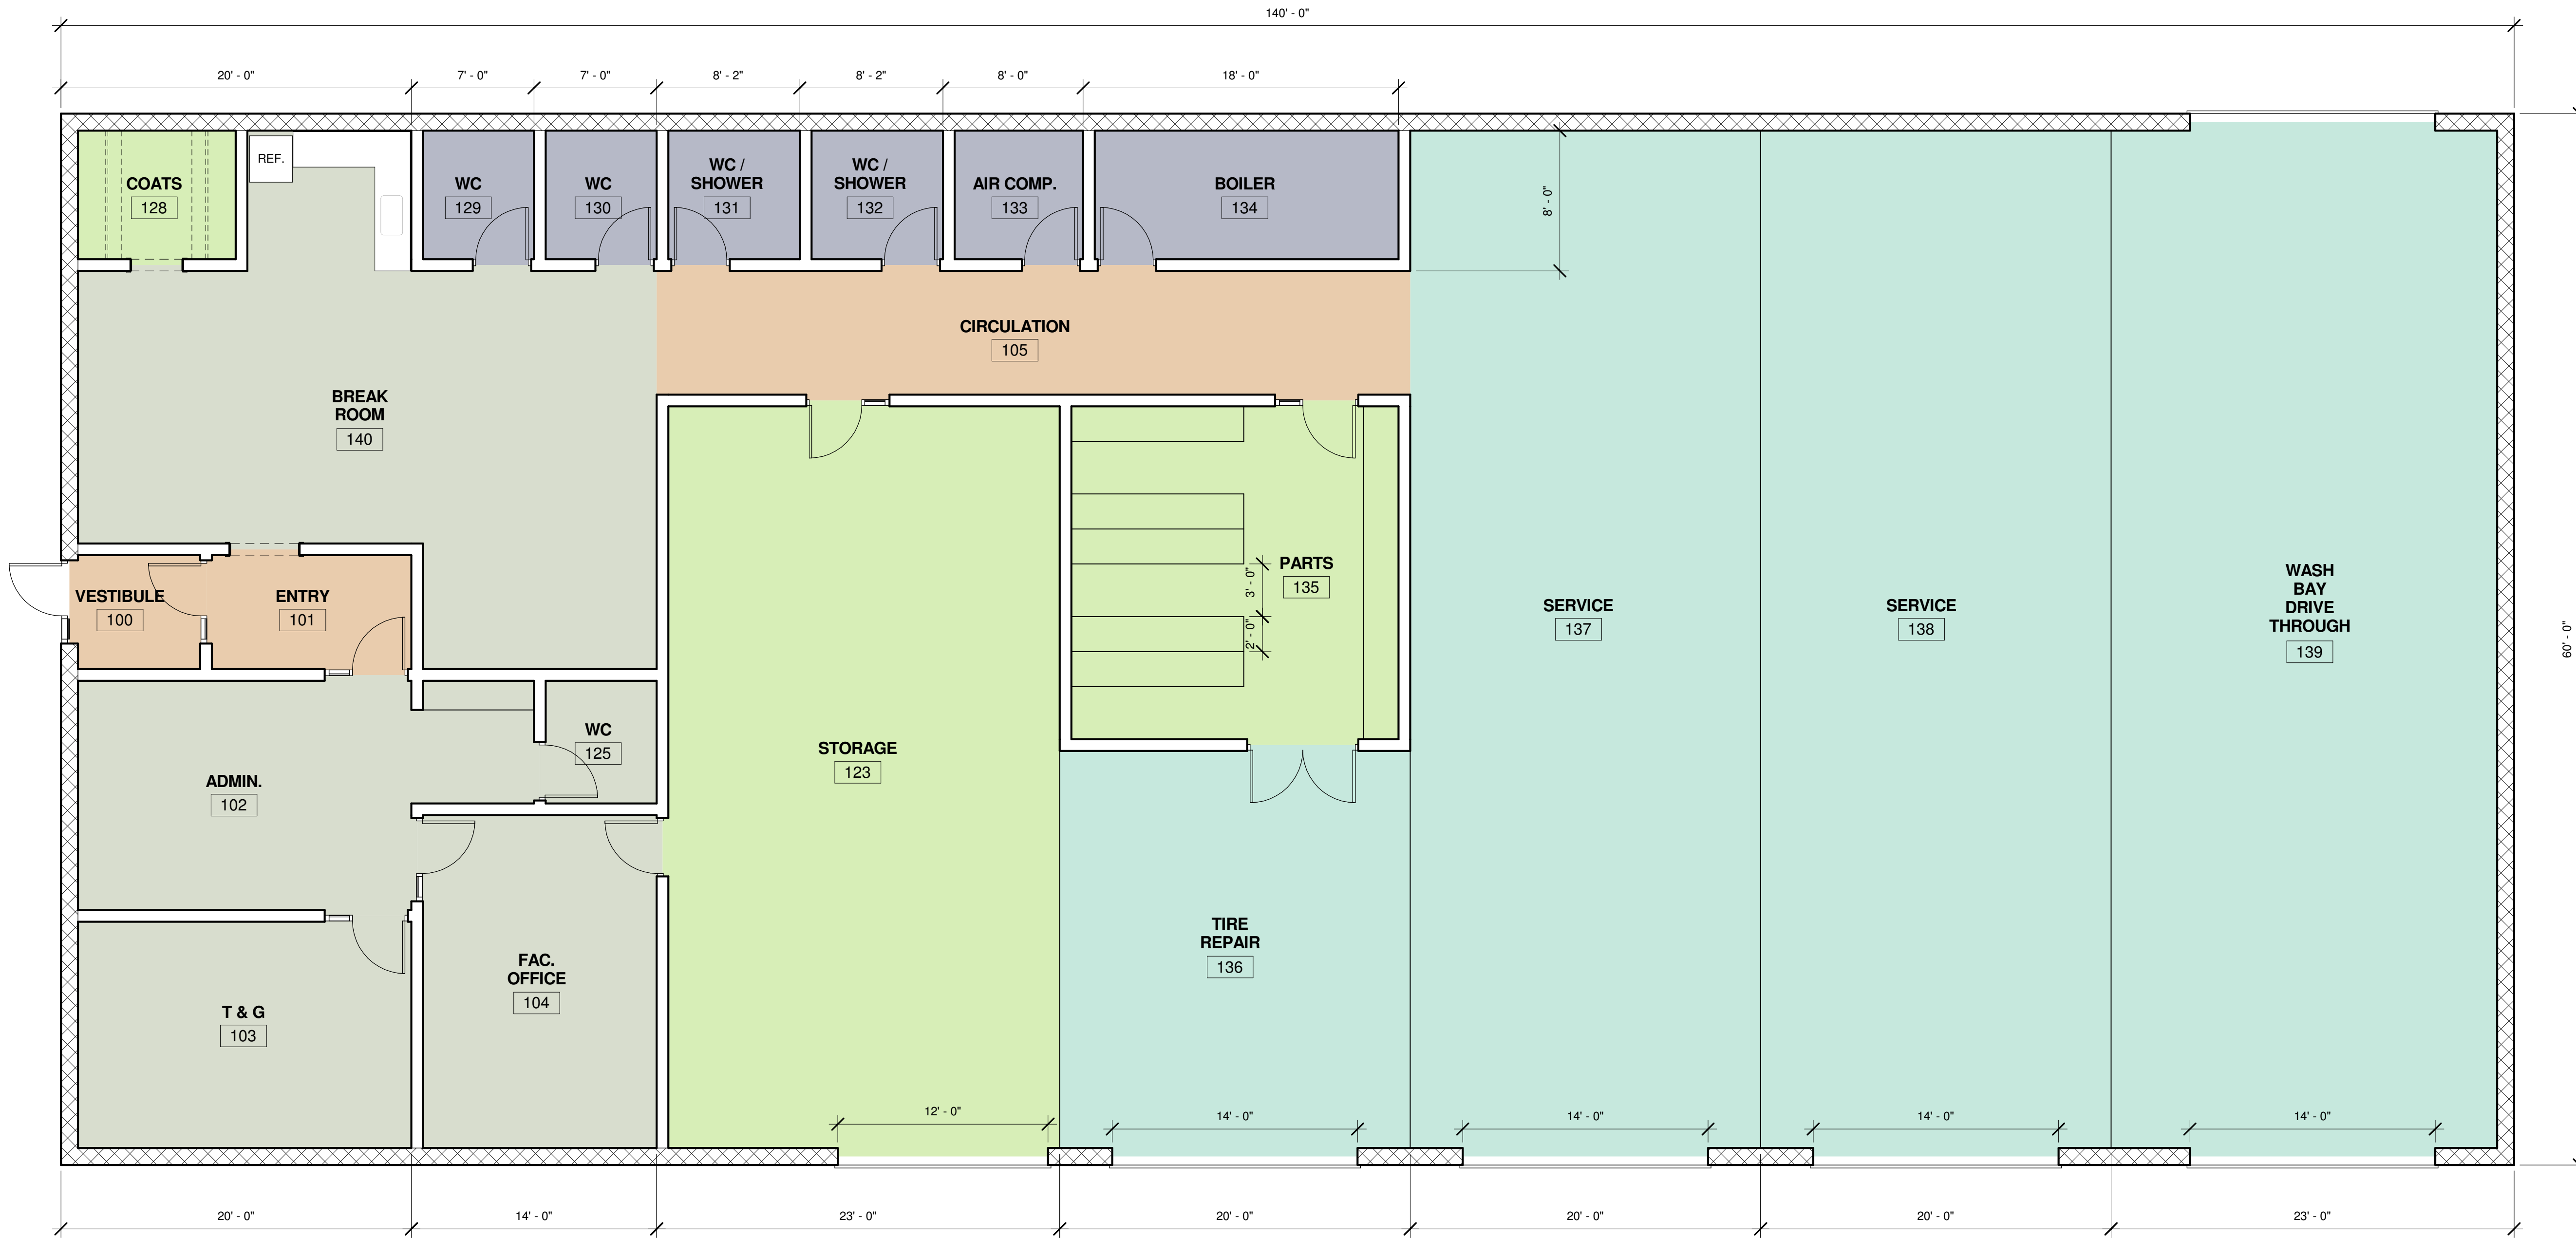 140' - 0"
20' - 0"
7' - 0"
7' - 0"
8' - 2"
8' - 2"
8' - 0"
18' - 0"
REF.
COATS
128
WC
129
WC
130
WC /
SHOWER
131
WC /
SHOWER
132
AIR COMP.
133
BOILER
134
8' - 0"
CIRCULATION
105
BREAK
ROOM
140
VESTIBULE
100
ENTRY
101
PARTS
135
3' - 0"
2' - 0"
SERVICE
137
SERVICE
138
WASH
BAY
DRIVE
THROUGH
139
60' - 0"
WC
125
STORAGE
123
ADMIN.
102
TIRE
REPAIR
136
FAC.
OFFICE
104
T & G
103
12' - 0"
14' - 0"
14' - 0"
14' - 0"
14' - 0"
20' - 0"
14' - 0"
23' - 0"
20' - 0"
20' - 0"
20' - 0"
23' - 0"